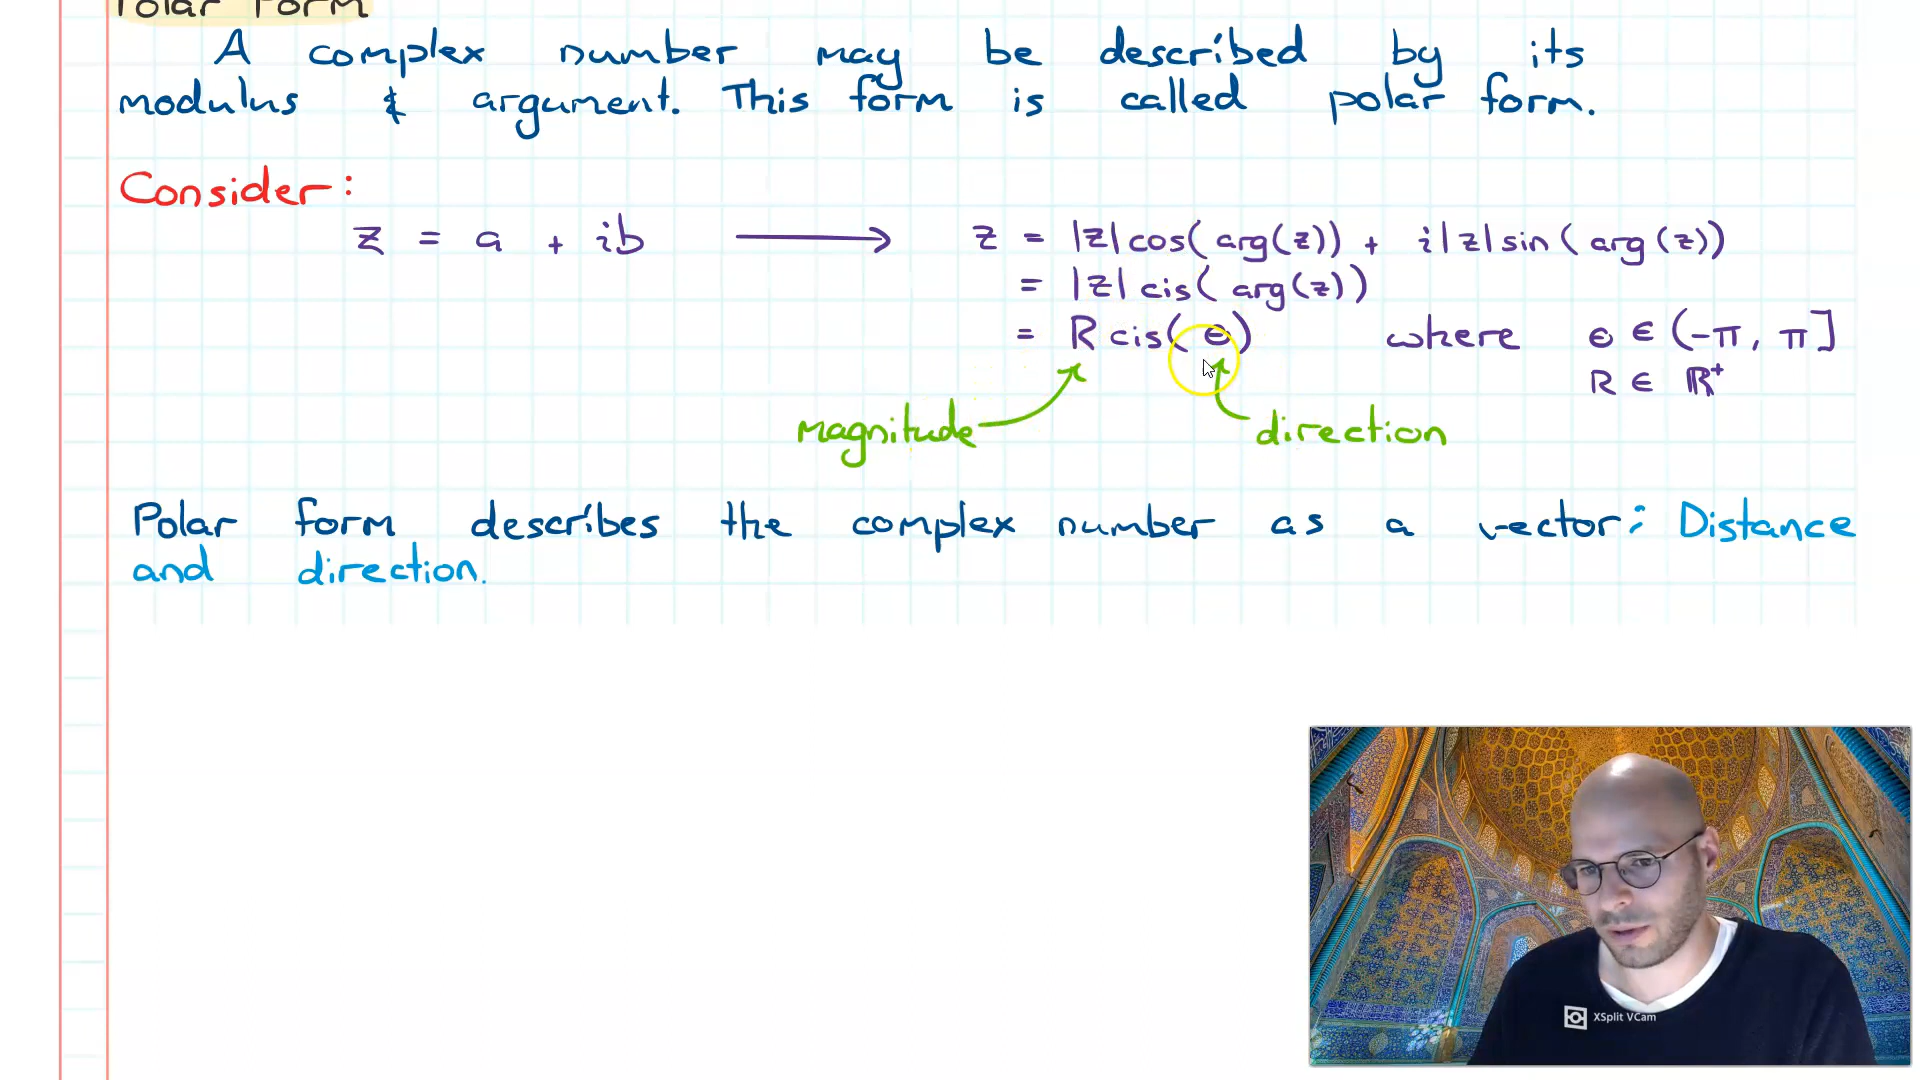 Polar Form
A complex number may be described by its
modulus & argument. This form is called polar form.
Consider:
z = a + ib ⟶ z = |z|cos(arg(z)) + i|z|sin(arg(z))
= |z|cis(arg(z))
= R cis(θ) where θ ∈ (-π, π]
R ∈ ℝ⁺
magnitude direction
Polar form describes the complex number as a vector: Distance
and direction.
XSplit VCam